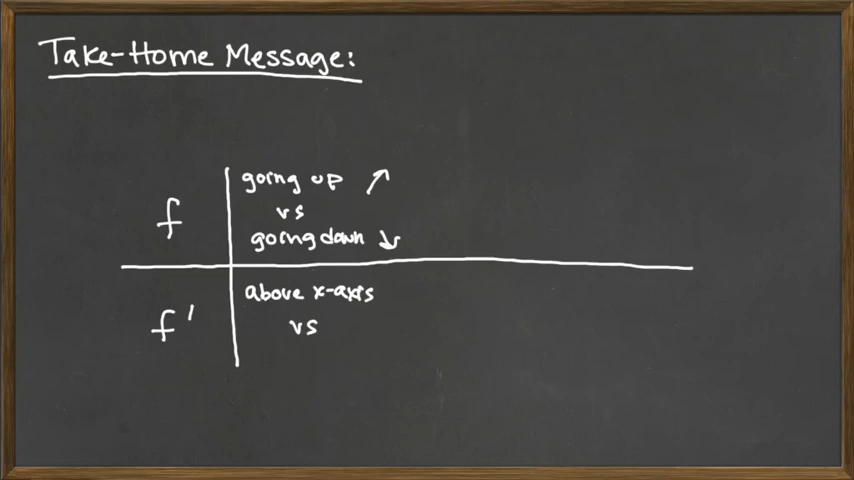 Take-Home Message:
going up ↗
f
vs
going down ↘
above x-axis
f'
vs